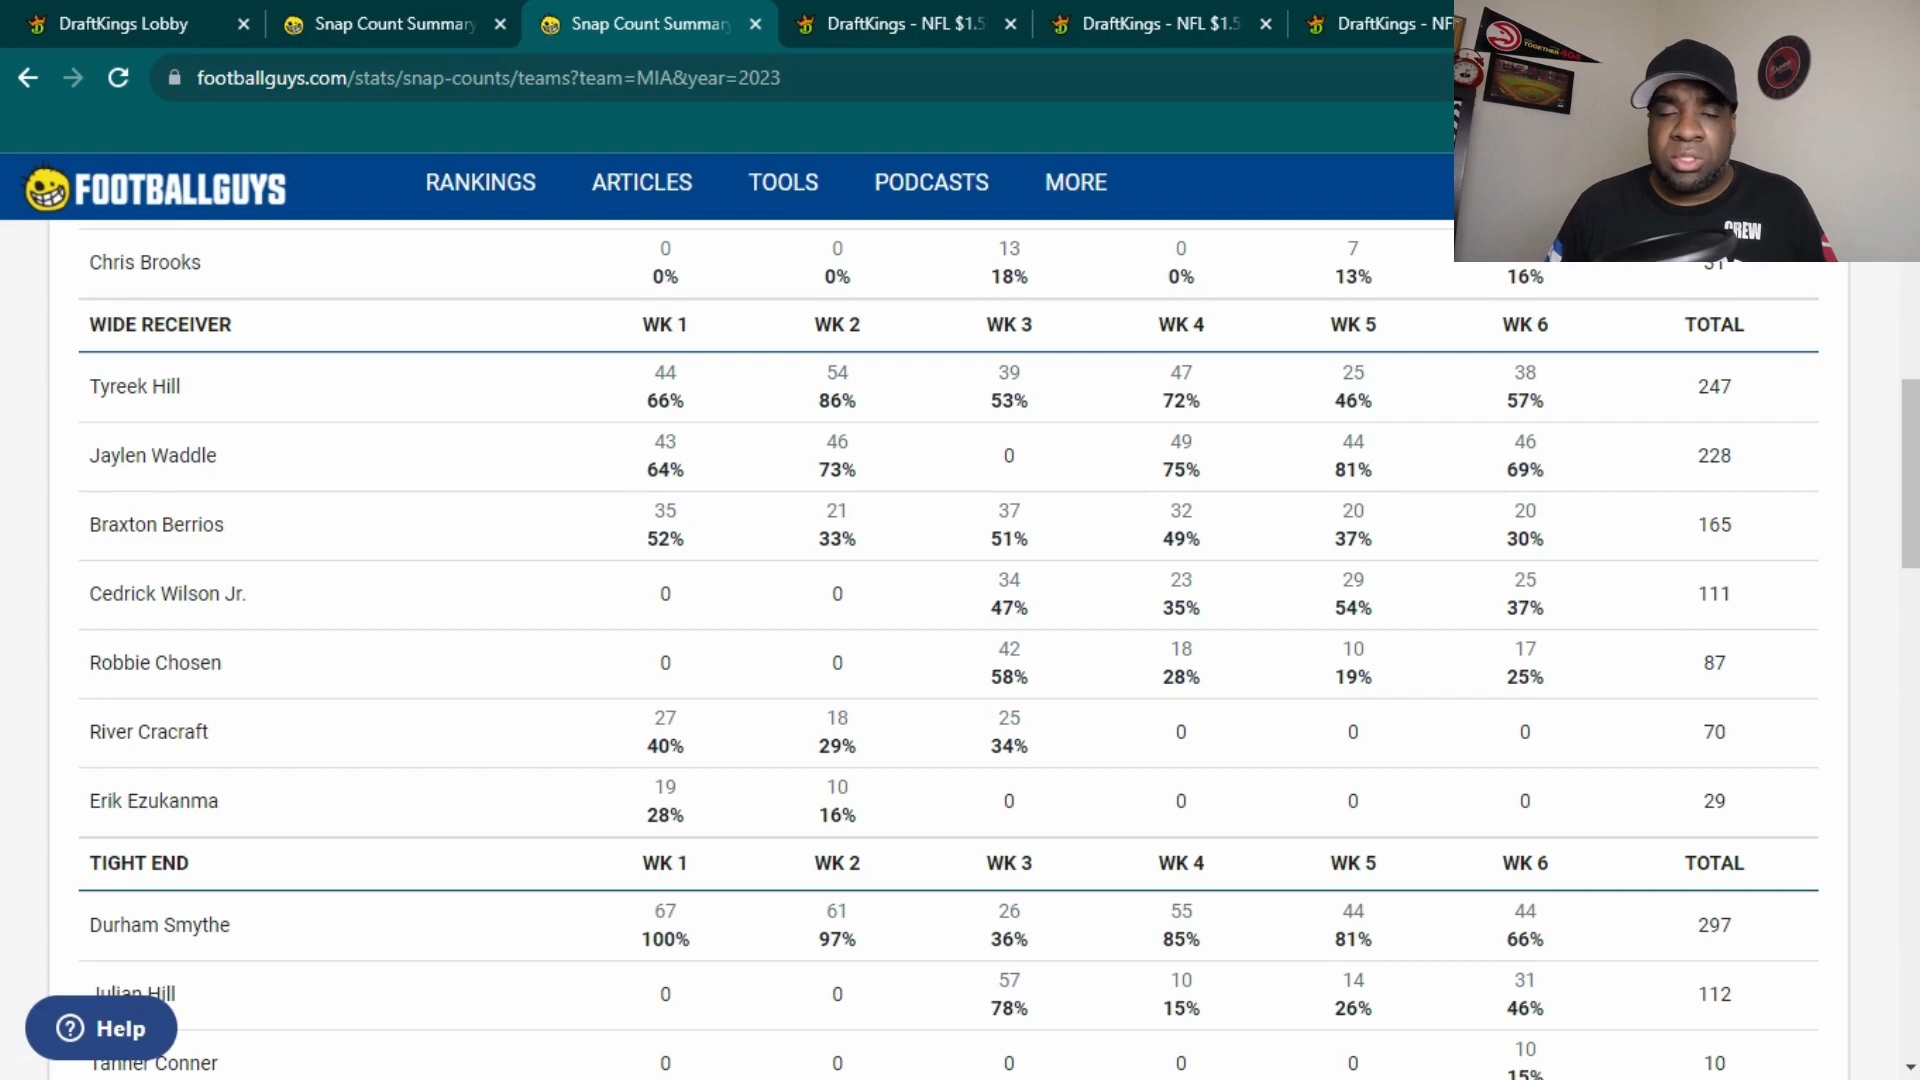 DraftKings Lobby
Snap Count Summary
Snap Count Summary
DraftKings - NFL $1.5
DraftKings - NFL $1.5
DraftKings - NF
footballguys.com/stats/snap-counts/teams?team=MIA&year=2023
TOGETHER 404
CREW
FOOTBALLGUYS RANKINGS ARTICLES TOOLS PODCASTS MORE
0 0 13 0 7
Chris Brooks 31
0% 0% 18% 0% 13% 16%
WIDE RECEIVER WK 1 WK 2 WK 3 WK 4 WK 5 WK 6 TOTAL
44 54 39 47 25 38
Tyreek Hill 247
66% 86% 53% 72% 46% 57%
43 46 49 44 46
Jaylen Waddle 0 228
64% 73% 75% 81% 69%
35 21 37 32 20 20
Braxton Berrios 165
52% 33% 51% 49% 37% 30%
34 23 29 25
Cedrick Wilson Jr. 0 0 111
47% 35% 54% 37%
42 18 10 17
Robbie Chosen 0 0 87
58% 28% 19% 25%
27 18 25
River Cracraft 0 0 0 70
40% 29% 34%
19 10
Erik Ezukanma 0 0 0 0 29
28% 16%
TIGHT END WK 1 WK 2 WK 3 WK 4 WK 5 WK 6 TOTAL
67 61 26 55 44 44
Durham Smythe 297
100% 97% 36% 85% 81% 66%
57 10 14 31
Julian Hill 0 0 112
78% 15% 26% 46%
Help
10
Tanner Conner 0 0 0 0 0 10
15%